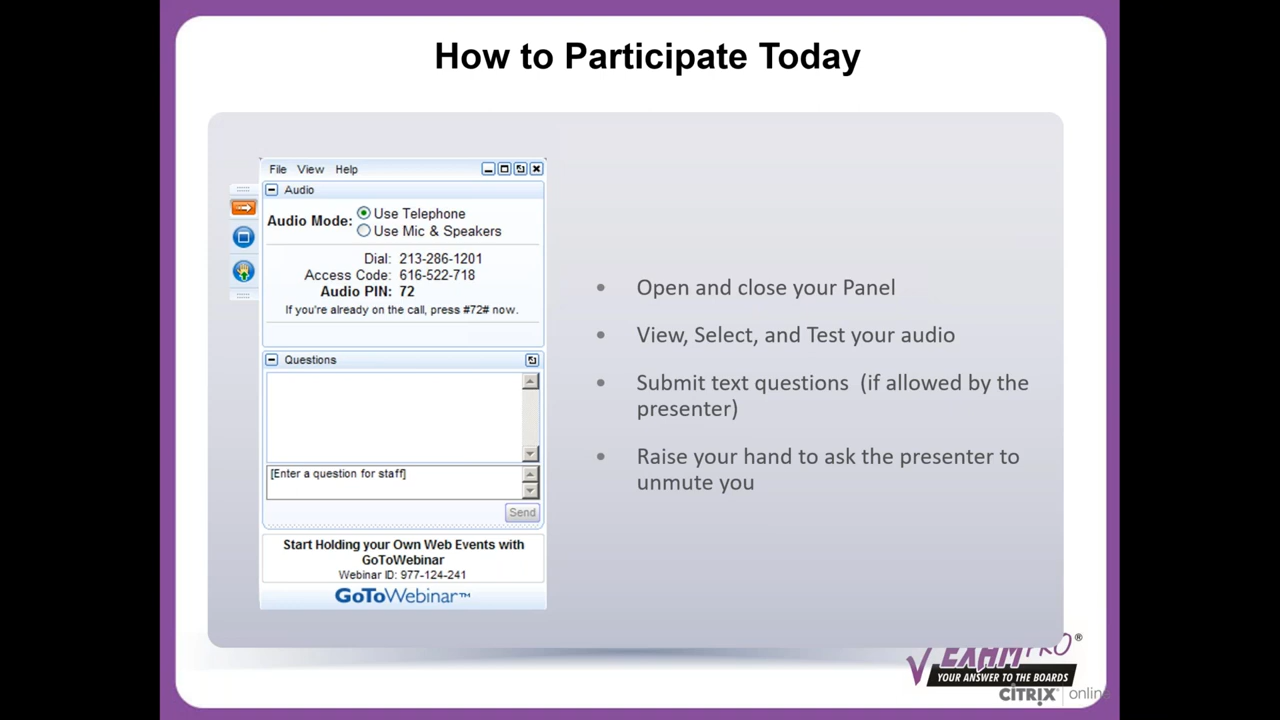 How to Participate Today
File View Help
Audio
Audio Mode: Use Telephone
Use Mic & Speakers
Dial: 213-286-1201
Access Code: 616-522-718
Audio PIN: 72
If you're already on the call, press #72# now.
Questions
[Enter a question for staff]
Send
Start Holding your Own Web Events with
GoToWebinar
Webinar ID: 977-124-241
GoToWebinar™
• Open and close your Panel
• View, Select, and Test your audio
• Submit text questions (if allowed by the
presenter)
• Raise your hand to ask the presenter to
unmute you
EXAMPRO®
YOUR ANSWER TO THE BOARDS
CITRIX® online